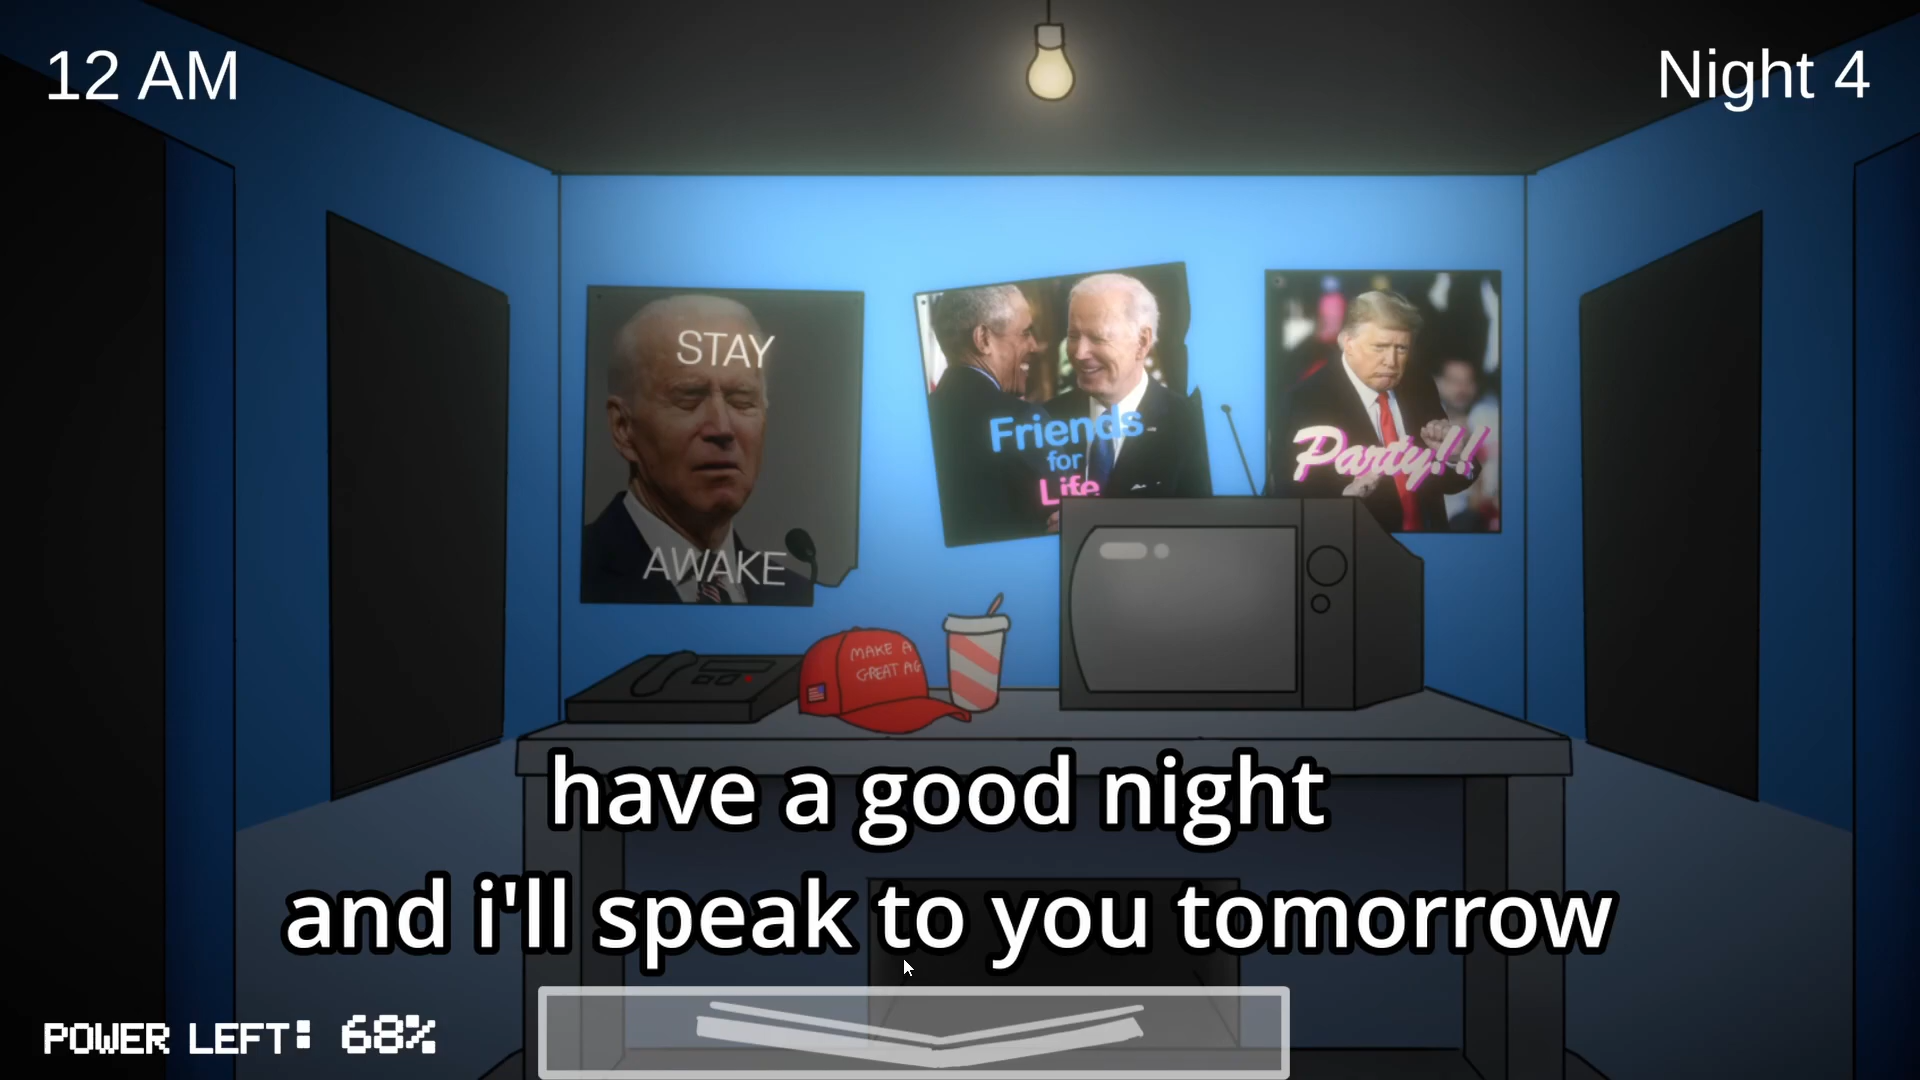 12 AM
Night 4
STAY
AWAKE
Friends
for
Life
Party!!
MAKE A
GREAT AG
have a good night
and i'll speak to you tomorrow
POWER LEFT: 68%